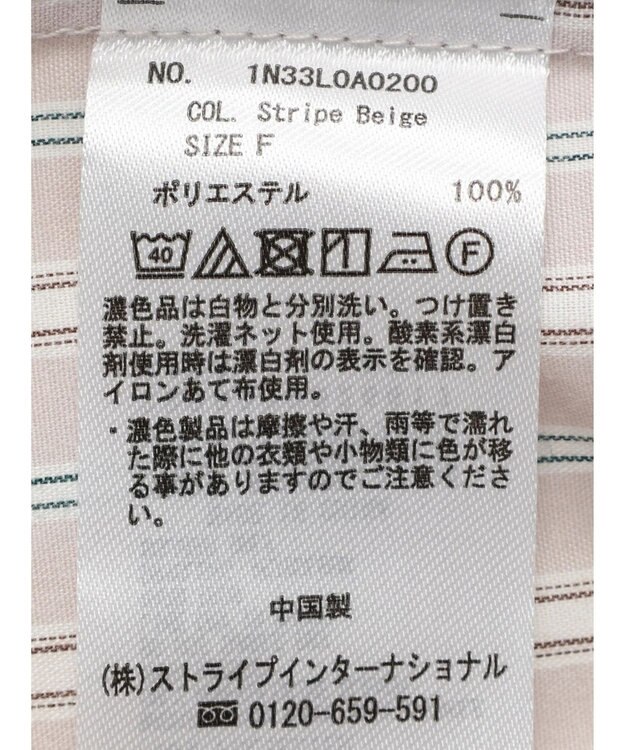 NO. 1N33L0A0200
COL. Stripe Beige
SIZE F
ポリエステル 100%
40 F
濃色品は白物と分別洗い。つけ置き
禁止。洗濯ネット使用。酸素系漂白
剤使用時は漂白剤の表示を確認。ア
イロンあて布使用。
・濃色製品は摩擦や汗、雨等で濡れ
た際に他の衣類や小物類に色が移
る事がありますのでご注意くださ
い。
中国製
(株)ストライプインターナショナル
0120-659-591